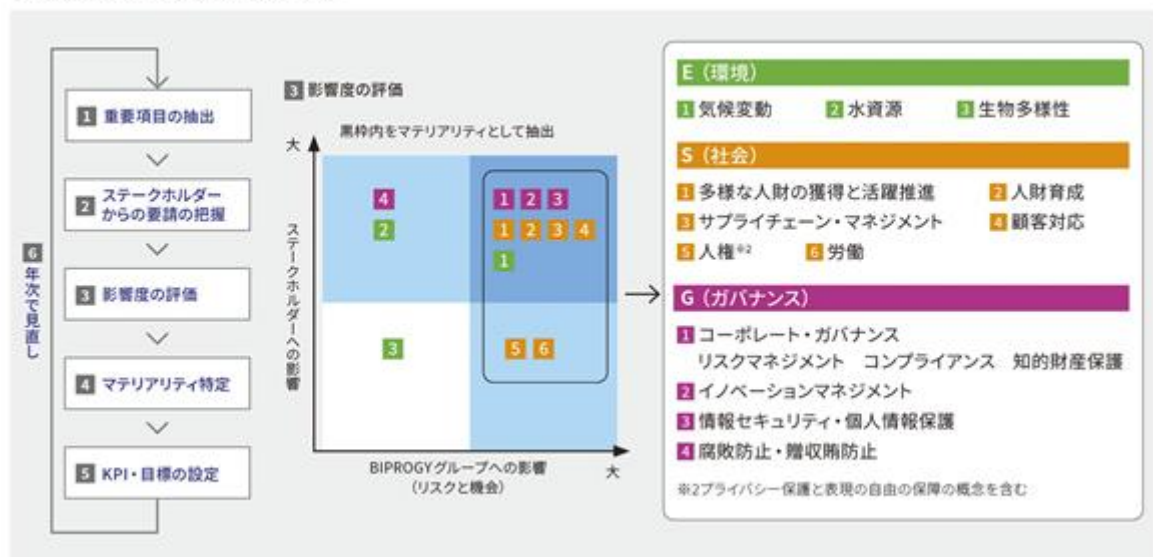 1 重要項目の抽出
2 ステークホルダー
からの要請の把握
3 影響度の評価
4 マテリアリティ特定
5 KPI・目標の設定
6 年次で見直し
3 影響度の評価
黒枠内をマテリアリティとして抽出
大
ステークホルダーへの影響
4 1 2 3
2 1 2 3 4
1
3 5 6
BIPROGYグループへの影響
(リスクと機会)
大
E（環境）
1 気候変動 2 水資源 3 生物多様性
S（社会）
1 多様な人財の獲得と活躍推進 2 人財育成
3 サプライチェーン・マネジメント 4 顧客対応
5 人権※2 6 労働
G（ガバナンス）
1 コーポレート・ガバナンス
リスクマネジメント コンプライアンス 知的財産保護
2 イノベーションマネジメント
3 情報セキュリティ・個人情報保護
4 腐敗防止・贈収賄防止
※2プライバシー保護と表現の自由の保障の概念を含む